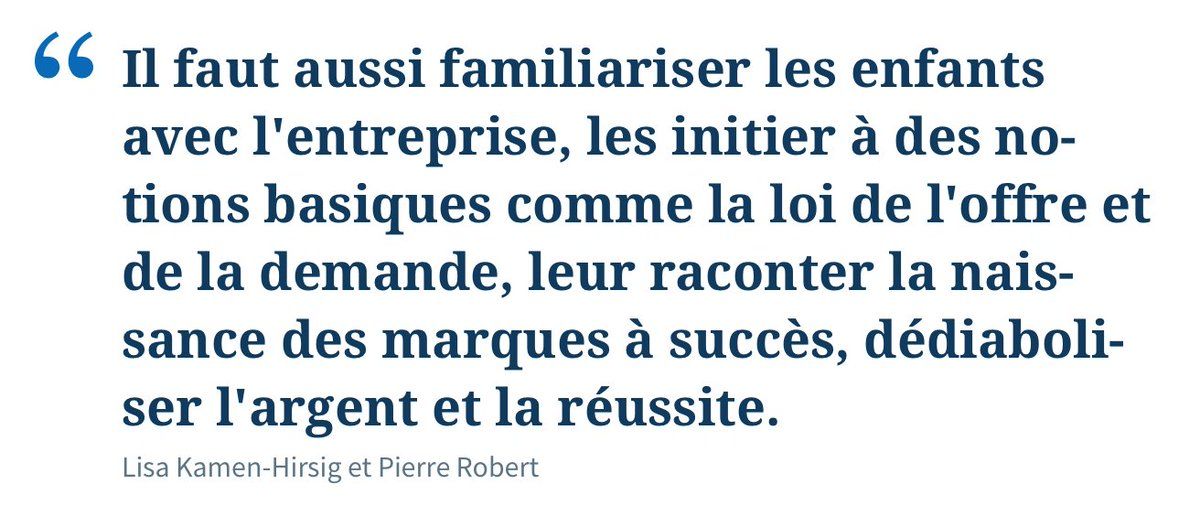 “ Il faut aussi familiariser les enfants
avec l'entreprise, les initier à des no-
tions basiques comme la loi de l'offre et
de la demande, leur raconter la nais-
sance des marques à succès, dédiaboli-
ser l'argent et la réussite.
Lisa Kamen-Hirsig et Pierre Robert